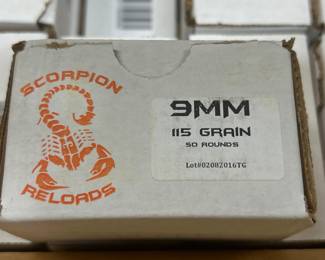 SCORPION
RELOADS
9MM
115 GRAIN
50 ROUNDS
Lot#02082016TG